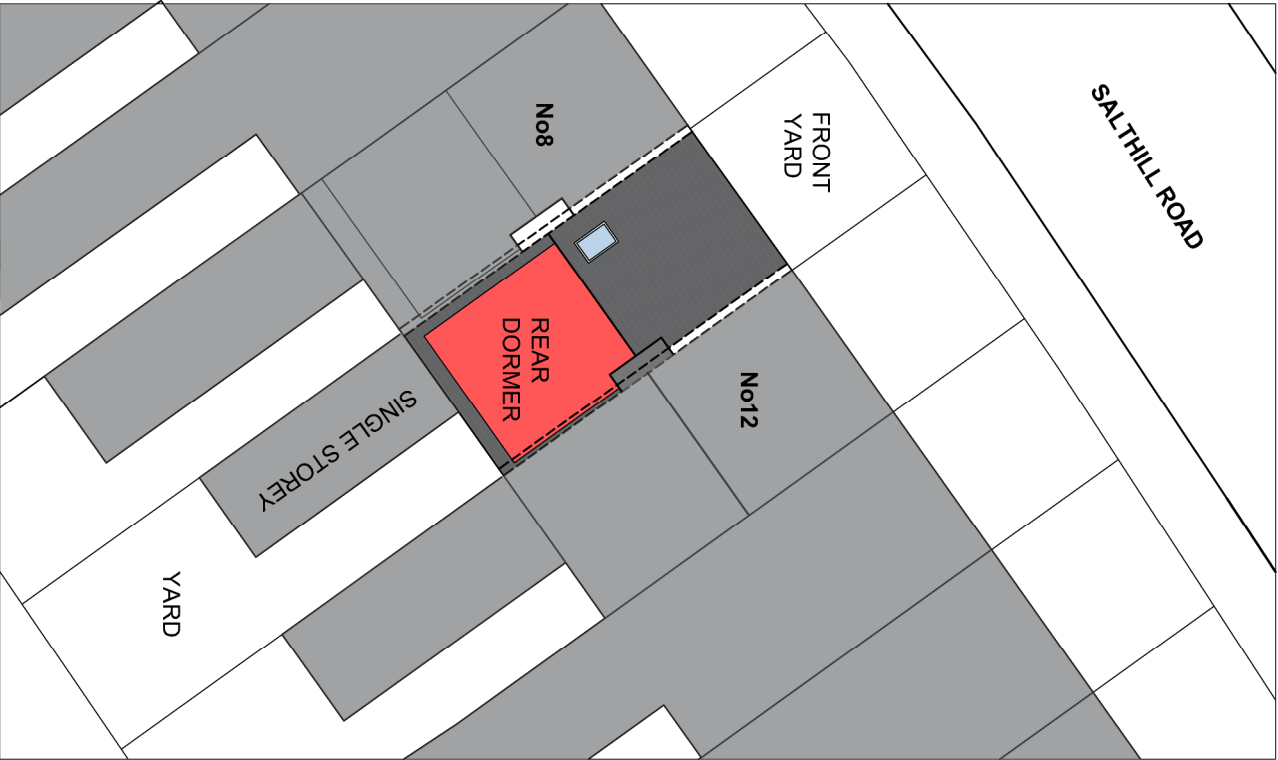 SALTHILL ROAD
FRONT
YARD
No8
No12
REAR
DORMER
SINGLE STOREY
YARD